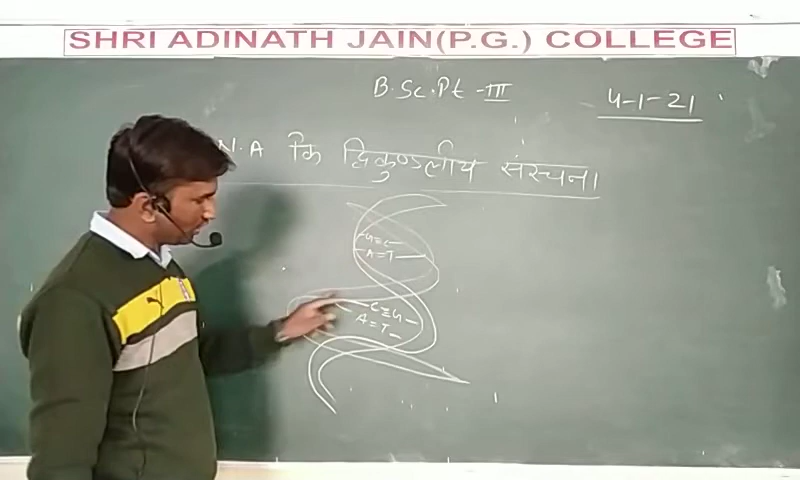 SHRI ADINATH JAIN(P.G.) COLLEGE
B.Sc.Pt-III
4-1-21
N.A कि द्विकुण्डलीय संरचना
G≡C
A=T
C≡G
A=T